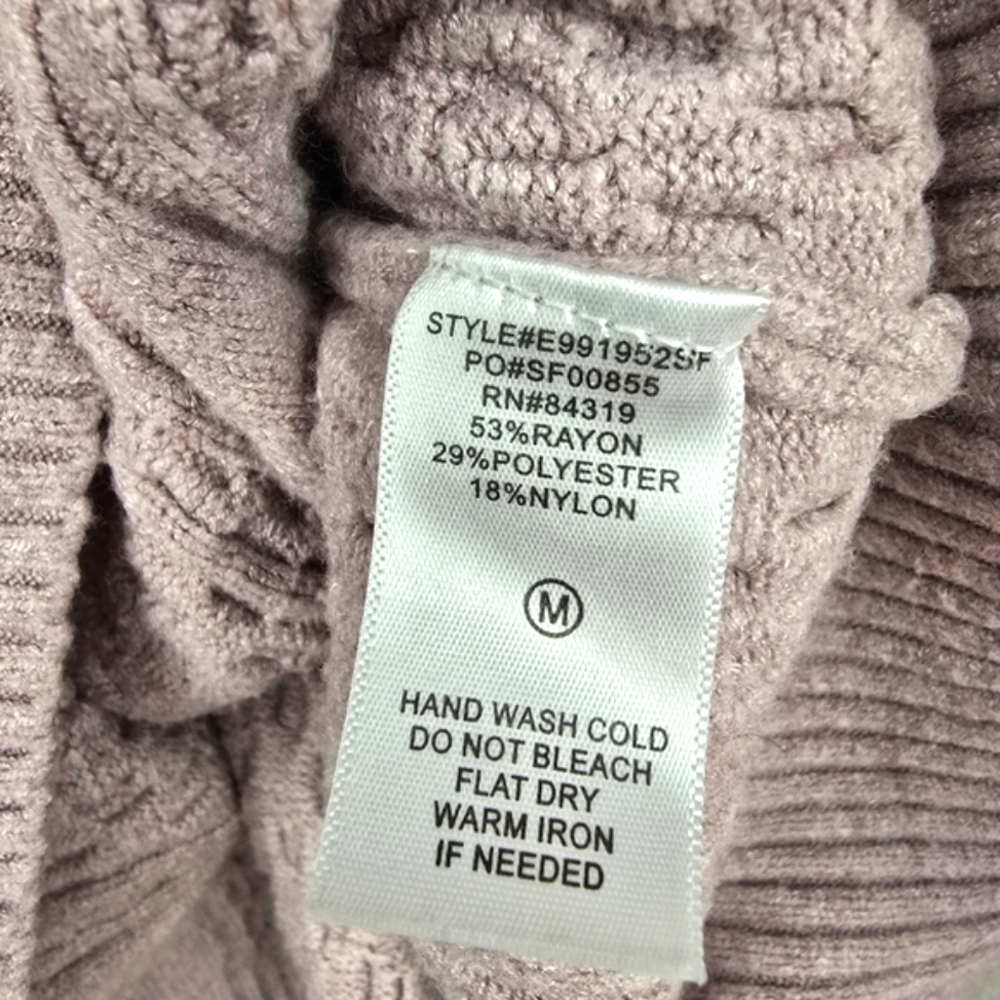 STYLE#E991952SF
PO#SF00855
RN#84319
53%RAYON
29%POLYESTER
18%NYLON
M
HAND WASH COLD
DO NOT BLEACH
FLAT DRY
WARM IRON
IF NEEDED